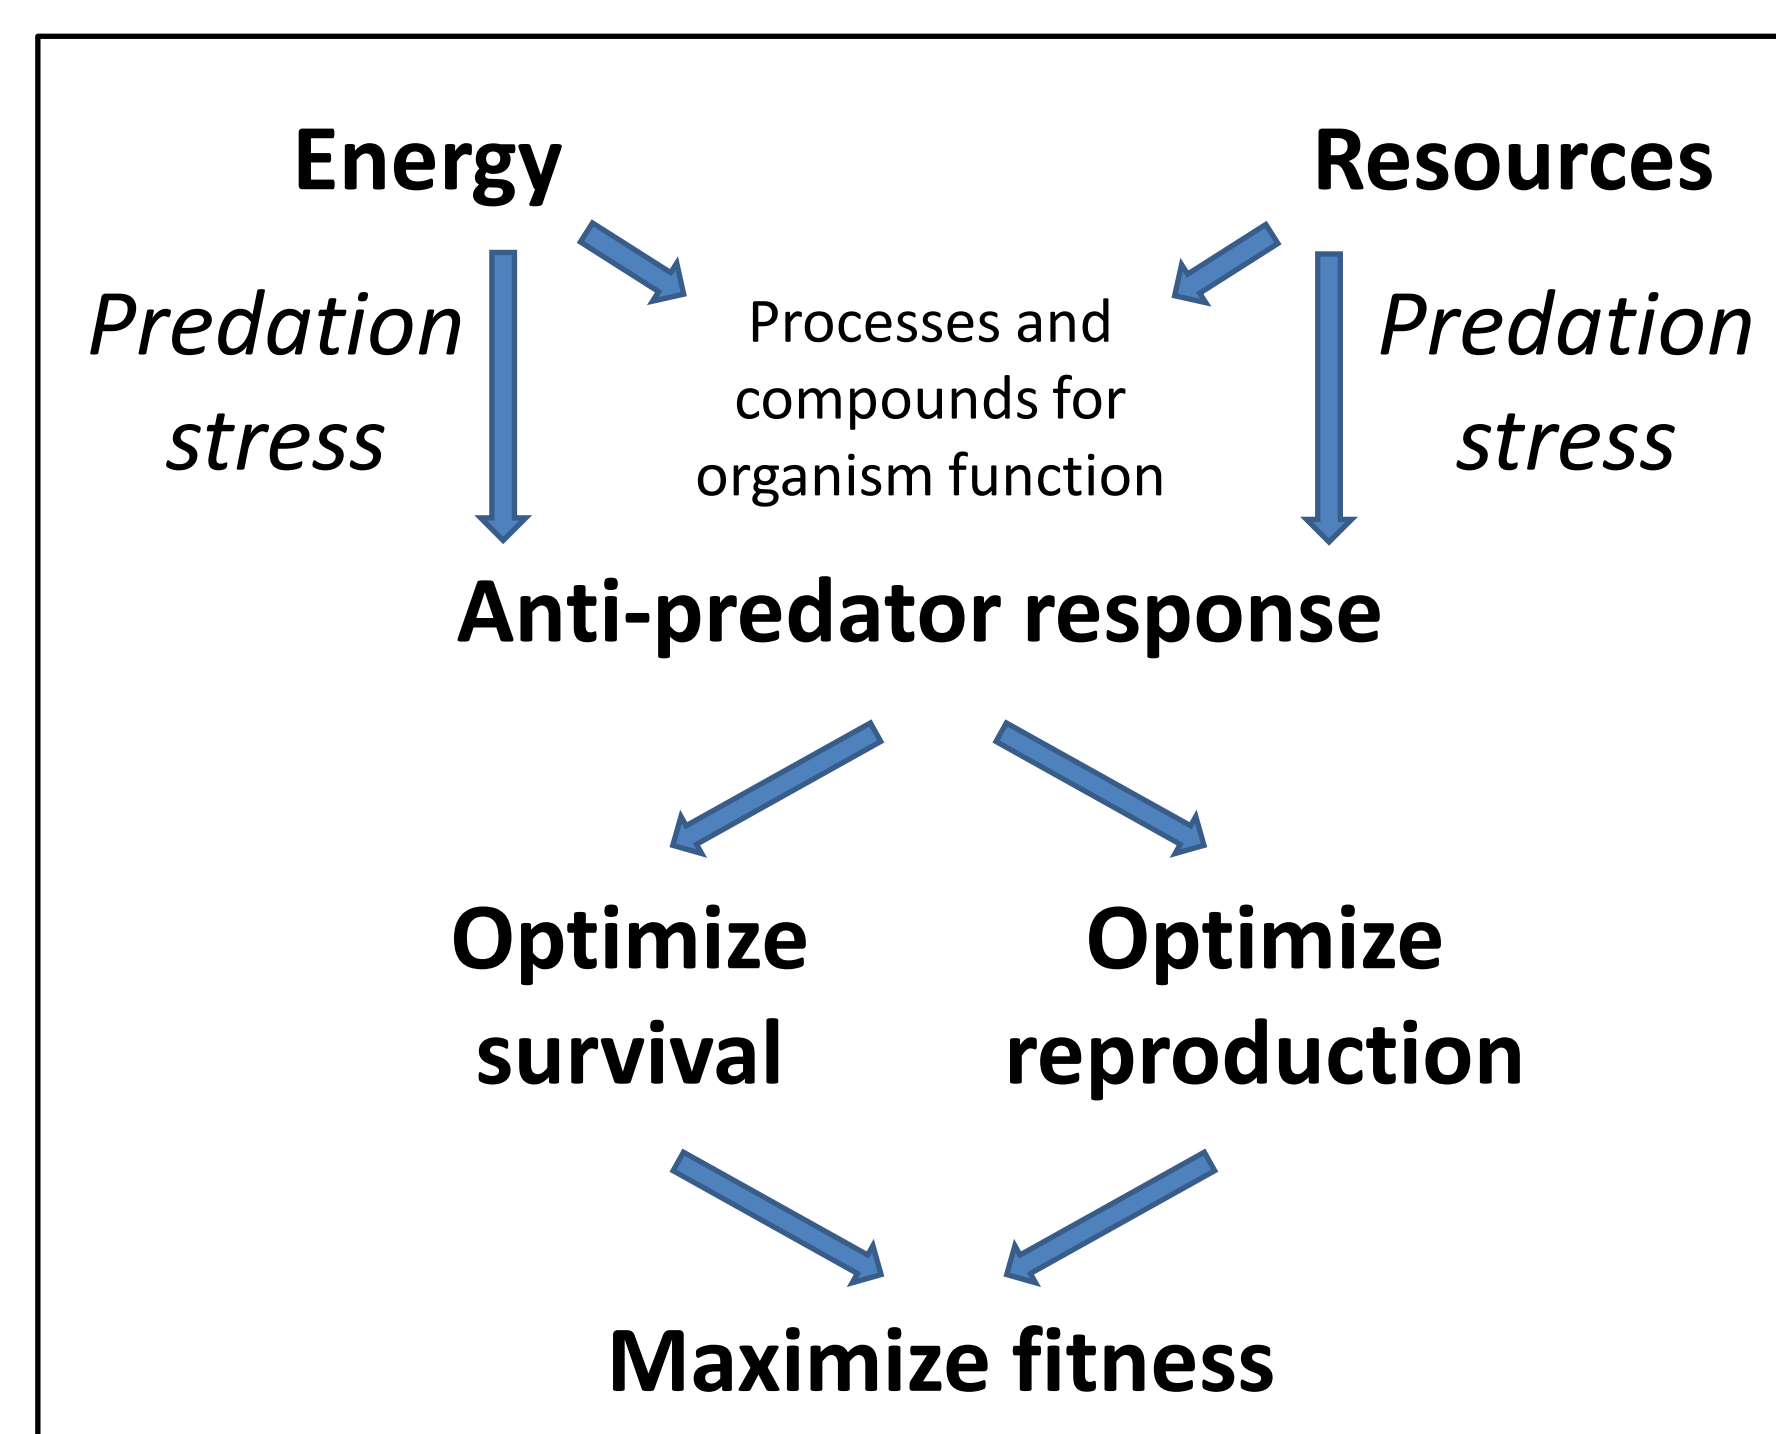 Energy
Resources
Predation
stress
Processes and
compounds for
organism function
Predation
stress
Anti-predator response
Optimize
survival
Optimize
reproduction
Maximize fitness